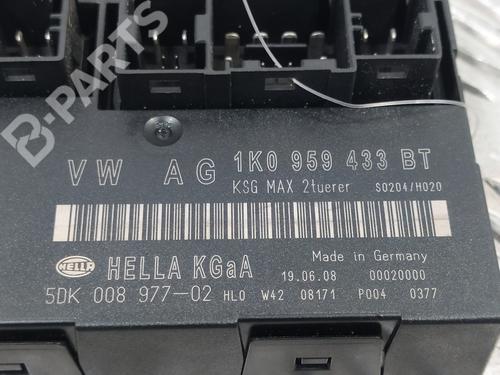 B-PARTS
VW AG 1K0 959 433 BT
KSG MAX 2tuerer S0204/H020
HELLA HELLA KGaA Made in Germany
19.06.08 00020000
5DK 008 977-02 HL0 W42 08171 P004 0377